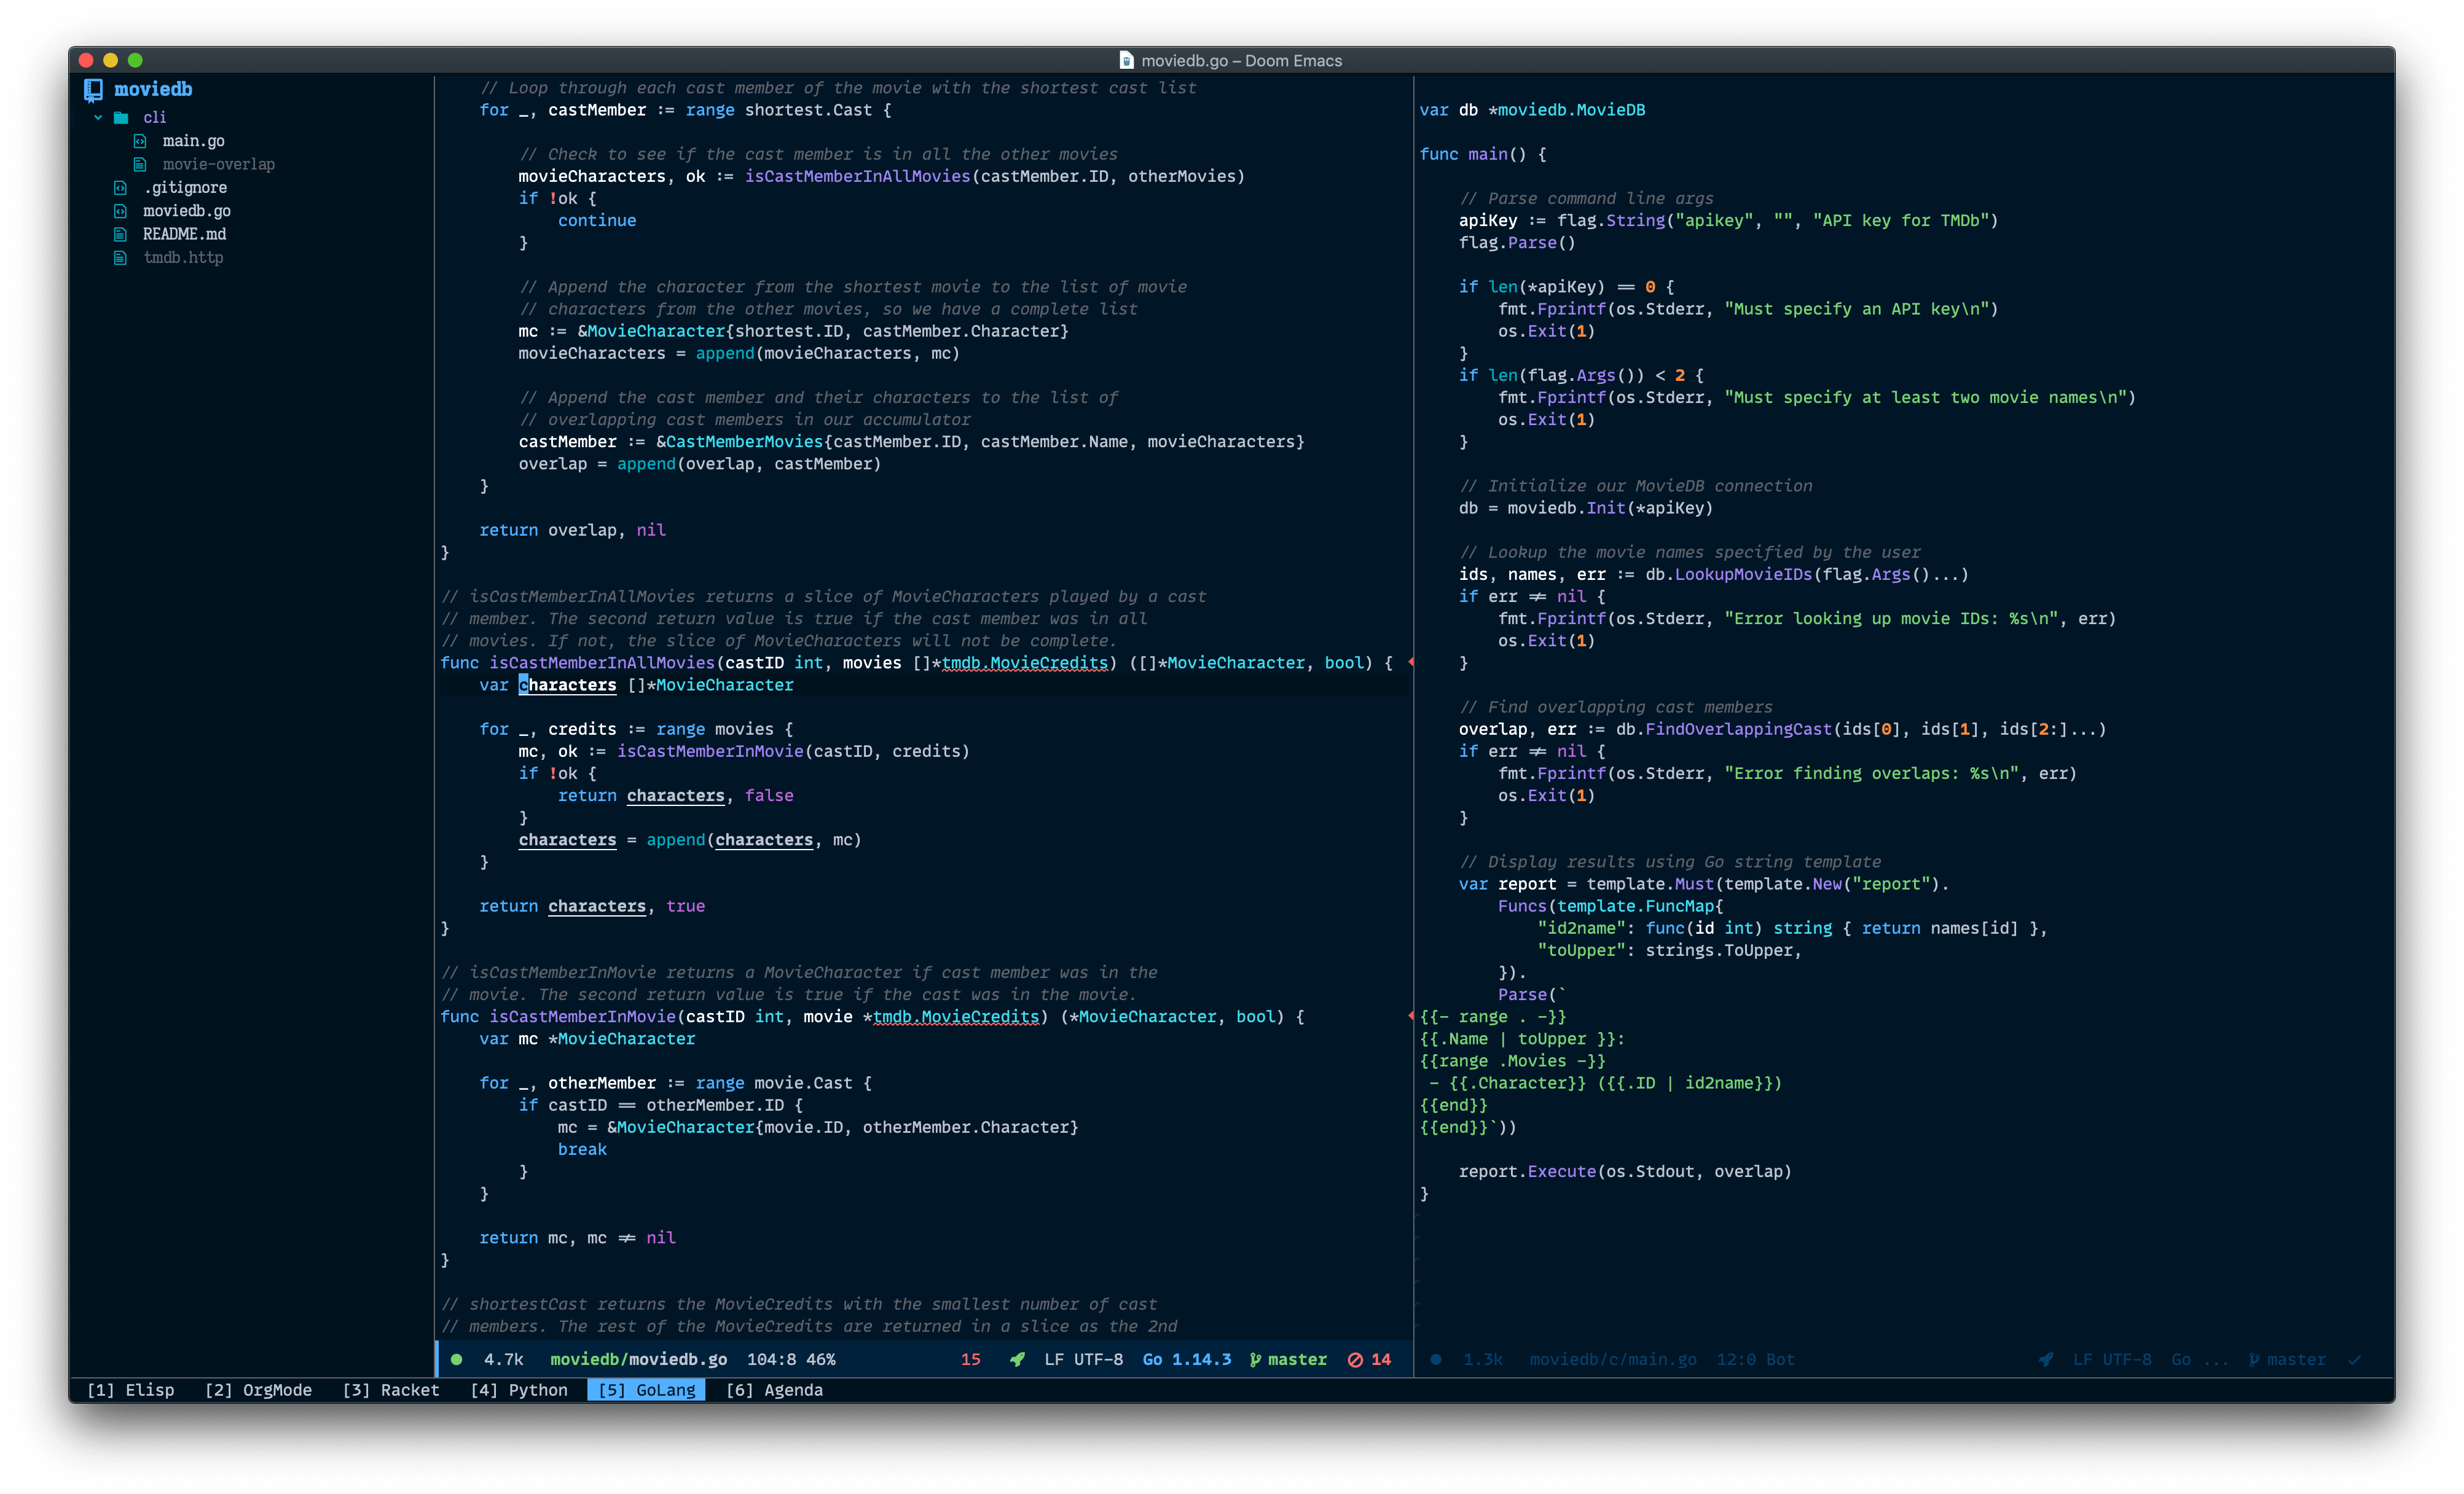 moviedb.go – Doom Emacs
moviedb
cli
main.go
movie-overlap
.gitignore
moviedb.go
README.md
tmdb.http
// Loop through each cast member of the movie with the shortest cast list
for _, castMember := range shortest.Cast {
// Check to see if the cast member is in all the other movies
movieCharacters, ok := isCastMemberInAllMovies(castMember.ID, otherMovies)
if !ok {
continue
}
// Append the character from the shortest movie to the list of movie
// characters from the other movies, so we have a complete list
mc := &MovieCharacter{shortest.ID, castMember.Character}
movieCharacters = append(movieCharacters, mc)
// Append the cast member and their characters to the list of
// overlapping cast members in our accumulator
castMember := &CastMemberMovies{castMember.ID, castMember.Name, movieCharacters}
overlap = append(overlap, castMember)
}
return overlap, nil
}
// isCastMemberInAllMovies returns a slice of MovieCharacters played by a cast
// member. The second return value is true if the cast member was in all
// movies. If not, the slice of MovieCharacters will not be complete.
func isCastMemberInAllMovies(castID int, movies []*tmdb.MovieCredits) ([]*MovieCharacter, bool) {
var characters []*MovieCharacter
for _, credits := range movies {
mc, ok := isCastMemberInMovie(castID, credits)
if !ok {
return characters, false
}
characters = append(characters, mc)
}
return characters, true
}
// isCastMemberInMovie returns a MovieCharacter if cast member was in the
// movie. The second return value is true if the cast was in the movie.
func isCastMemberInMovie(castID int, movie *tmdb.MovieCredits) (*MovieCharacter, bool) {
var mc *MovieCharacter
for _, otherMember := range movie.Cast {
if castID == otherMember.ID {
mc = &MovieCharacter{movie.ID, otherMember.Character}
break
}
}
return mc, mc != nil
}
// shortestCast returns the MovieCredits with the smallest number of cast
// members. The rest of the MovieCredits are returned in a slice as the 2nd
4.7k moviedb/moviedb.go 104:8 46% 15 LF UTF-8 Go 1.14.3 master 14
var db *moviedb.MovieDB
func main() {
// Parse command line args
apiKey := flag.String("apikey", "", "API key for TMDb")
flag.Parse()
if len(*apiKey) == 0 {
fmt.Fprintf(os.Stderr, "Must specify an API key\n")
os.Exit(1)
}
if len(flag.Args()) < 2 {
fmt.Fprintf(os.Stderr, "Must specify at least two movie names\n")
os.Exit(1)
}
// Initialize our MovieDB connection
db = moviedb.Init(*apiKey)
// Lookup the movie names specified by the user
ids, names, err := db.LookupMovieIDs(flag.Args()...)
if err != nil {
fmt.Fprintf(os.Stderr, "Error looking up movie IDs: %s\n", err)
os.Exit(1)
}
// Find overlapping cast members
overlap, err := db.FindOverlappingCast(ids[0], ids[1], ids[2:]...)
if err != nil {
fmt.Fprintf(os.Stderr, "Error finding overlaps: %s\n", err)
os.Exit(1)
}
// Display results using Go string template
var report = template.Must(template.New("report").
Funcs(template.FuncMap{
"id2name": func(id int) string { return names[id] },
"toUpper": strings.ToUpper,
}).
Parse(`
{{- range . -}}
{{.Name | toUpper }}:
{{range .Movies -}}
- {{.Character}} ({{.ID | id2name}})
{{end}}
{{end}}`))
report.Execute(os.Stdout, overlap)
}
1.3k moviedb/c/main.go 12:0 Bot LF UTF-8 Go ... master
[1] Elisp [2] OrgMode [3] Racket [4] Python [5] GoLang [6] Agenda